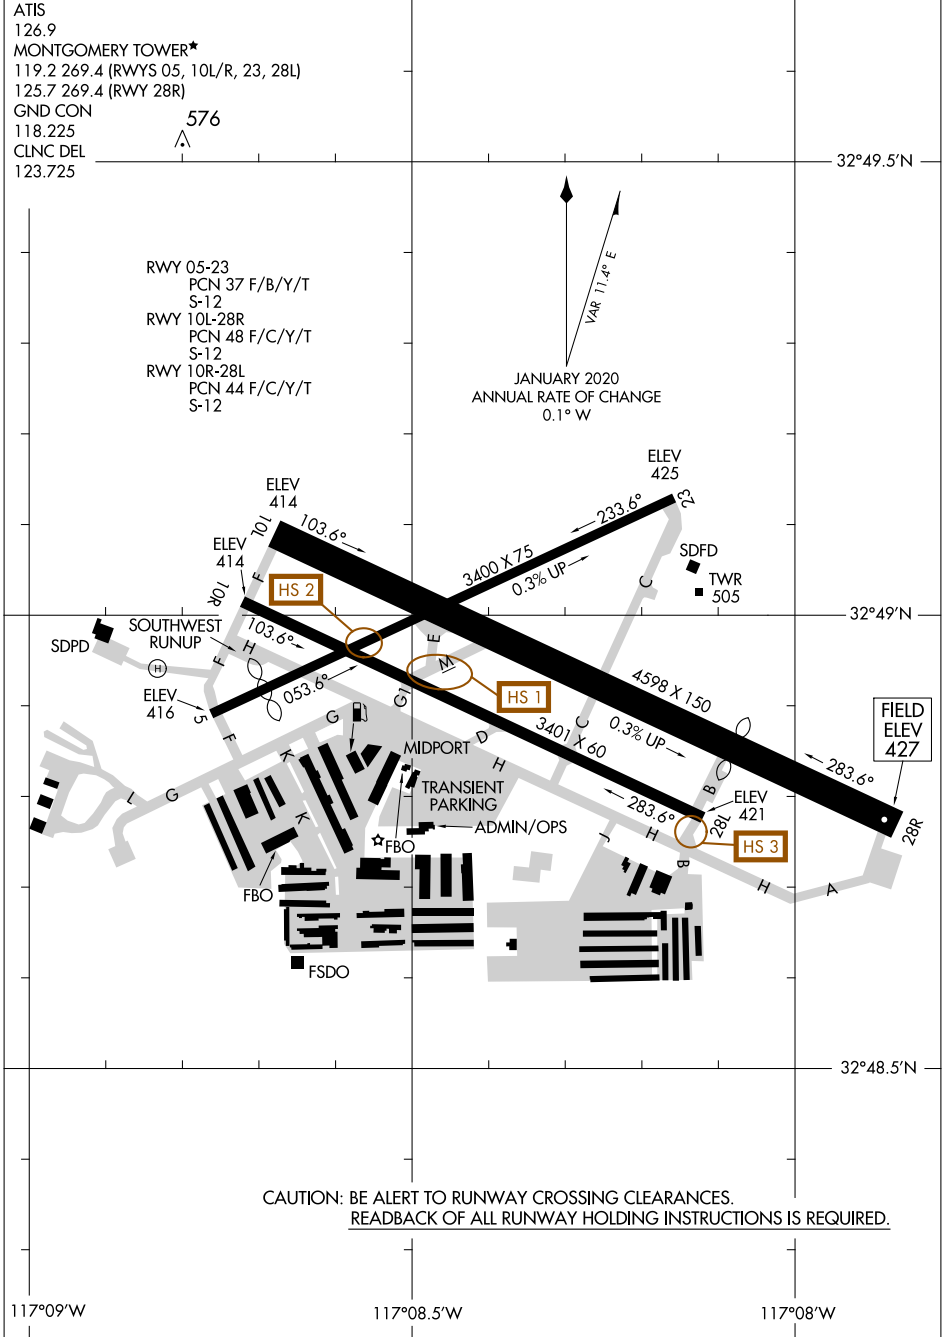 ATIS
126.9
MONTGOMERY TOWER★
119.2 269.4 (RWYS 05, 10L/R, 23, 28L)
125.7 269.4 (RWY 28R)
GND CON
118.225
CLNC DEL
123.725
576
32°49.5'N
VAR 11.4° E
JANUARY 2020
ANNUAL RATE OF CHANGE
0.1° W
RWY 05-23
PCN 37 F/B/Y/T
S-12
RWY 10L-28R
PCN 48 F/C/Y/T
S-12
RWY 10R-28L
PCN 44 F/C/Y/T
S-12
ELEV
425
23
233.6°
ELEV
414
10L
103.6°
3400 X 75
0.3% UP
SDFD
TWR
505
C
ELEV
414
10R
F
HS 2
32°49'N
SOUTHWEST
RUNUP
SDPD
H
103.6°
H
F
E
M
HS 1
053.6°
ELEV
416
5
F
G
G1
4598 X 150
0.3% UP
C
D
3401 X 60
FIELD
ELEV
427
283.6°
28R
K
MIDPORT
H
B
L
G
TRANSIENT
PARKING
283.6°
ELEV
421
28L
K
ADMIN/OPS
FBO
J
H
HS 3
B
FBO
H
A
FSDO
32°48.5'N
CAUTION: BE ALERT TO RUNWAY CROSSING CLEARANCES.
READBACK OF ALL RUNWAY HOLDING INSTRUCTIONS IS REQUIRED.
117°09'W
117°08.5'W
117°08'W